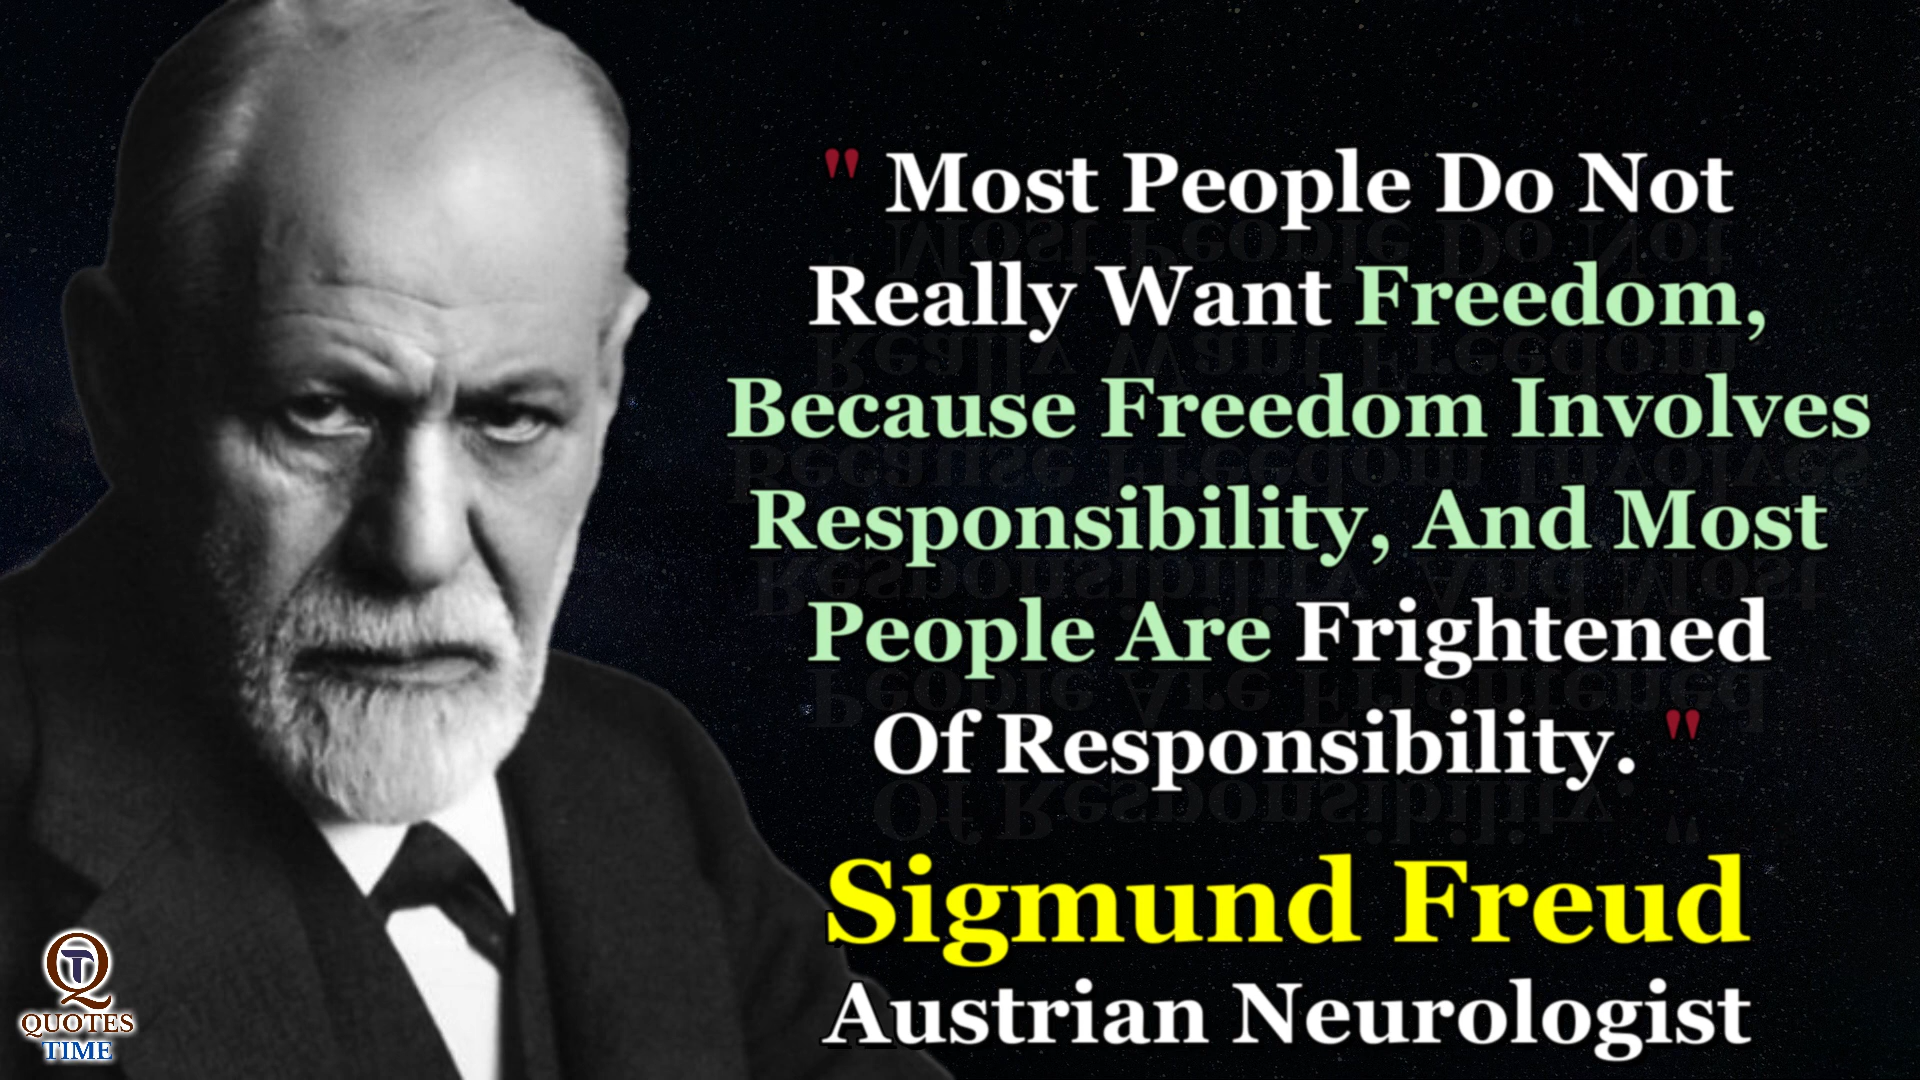 " Most People Do Not
Really Want Freedom,
Because Freedom Involves
Responsibility, And Most
People Are Frightened
Of Responsibility. "
Sigmund Freud
Austrian Neurologist
QT
QUOTES
TIME